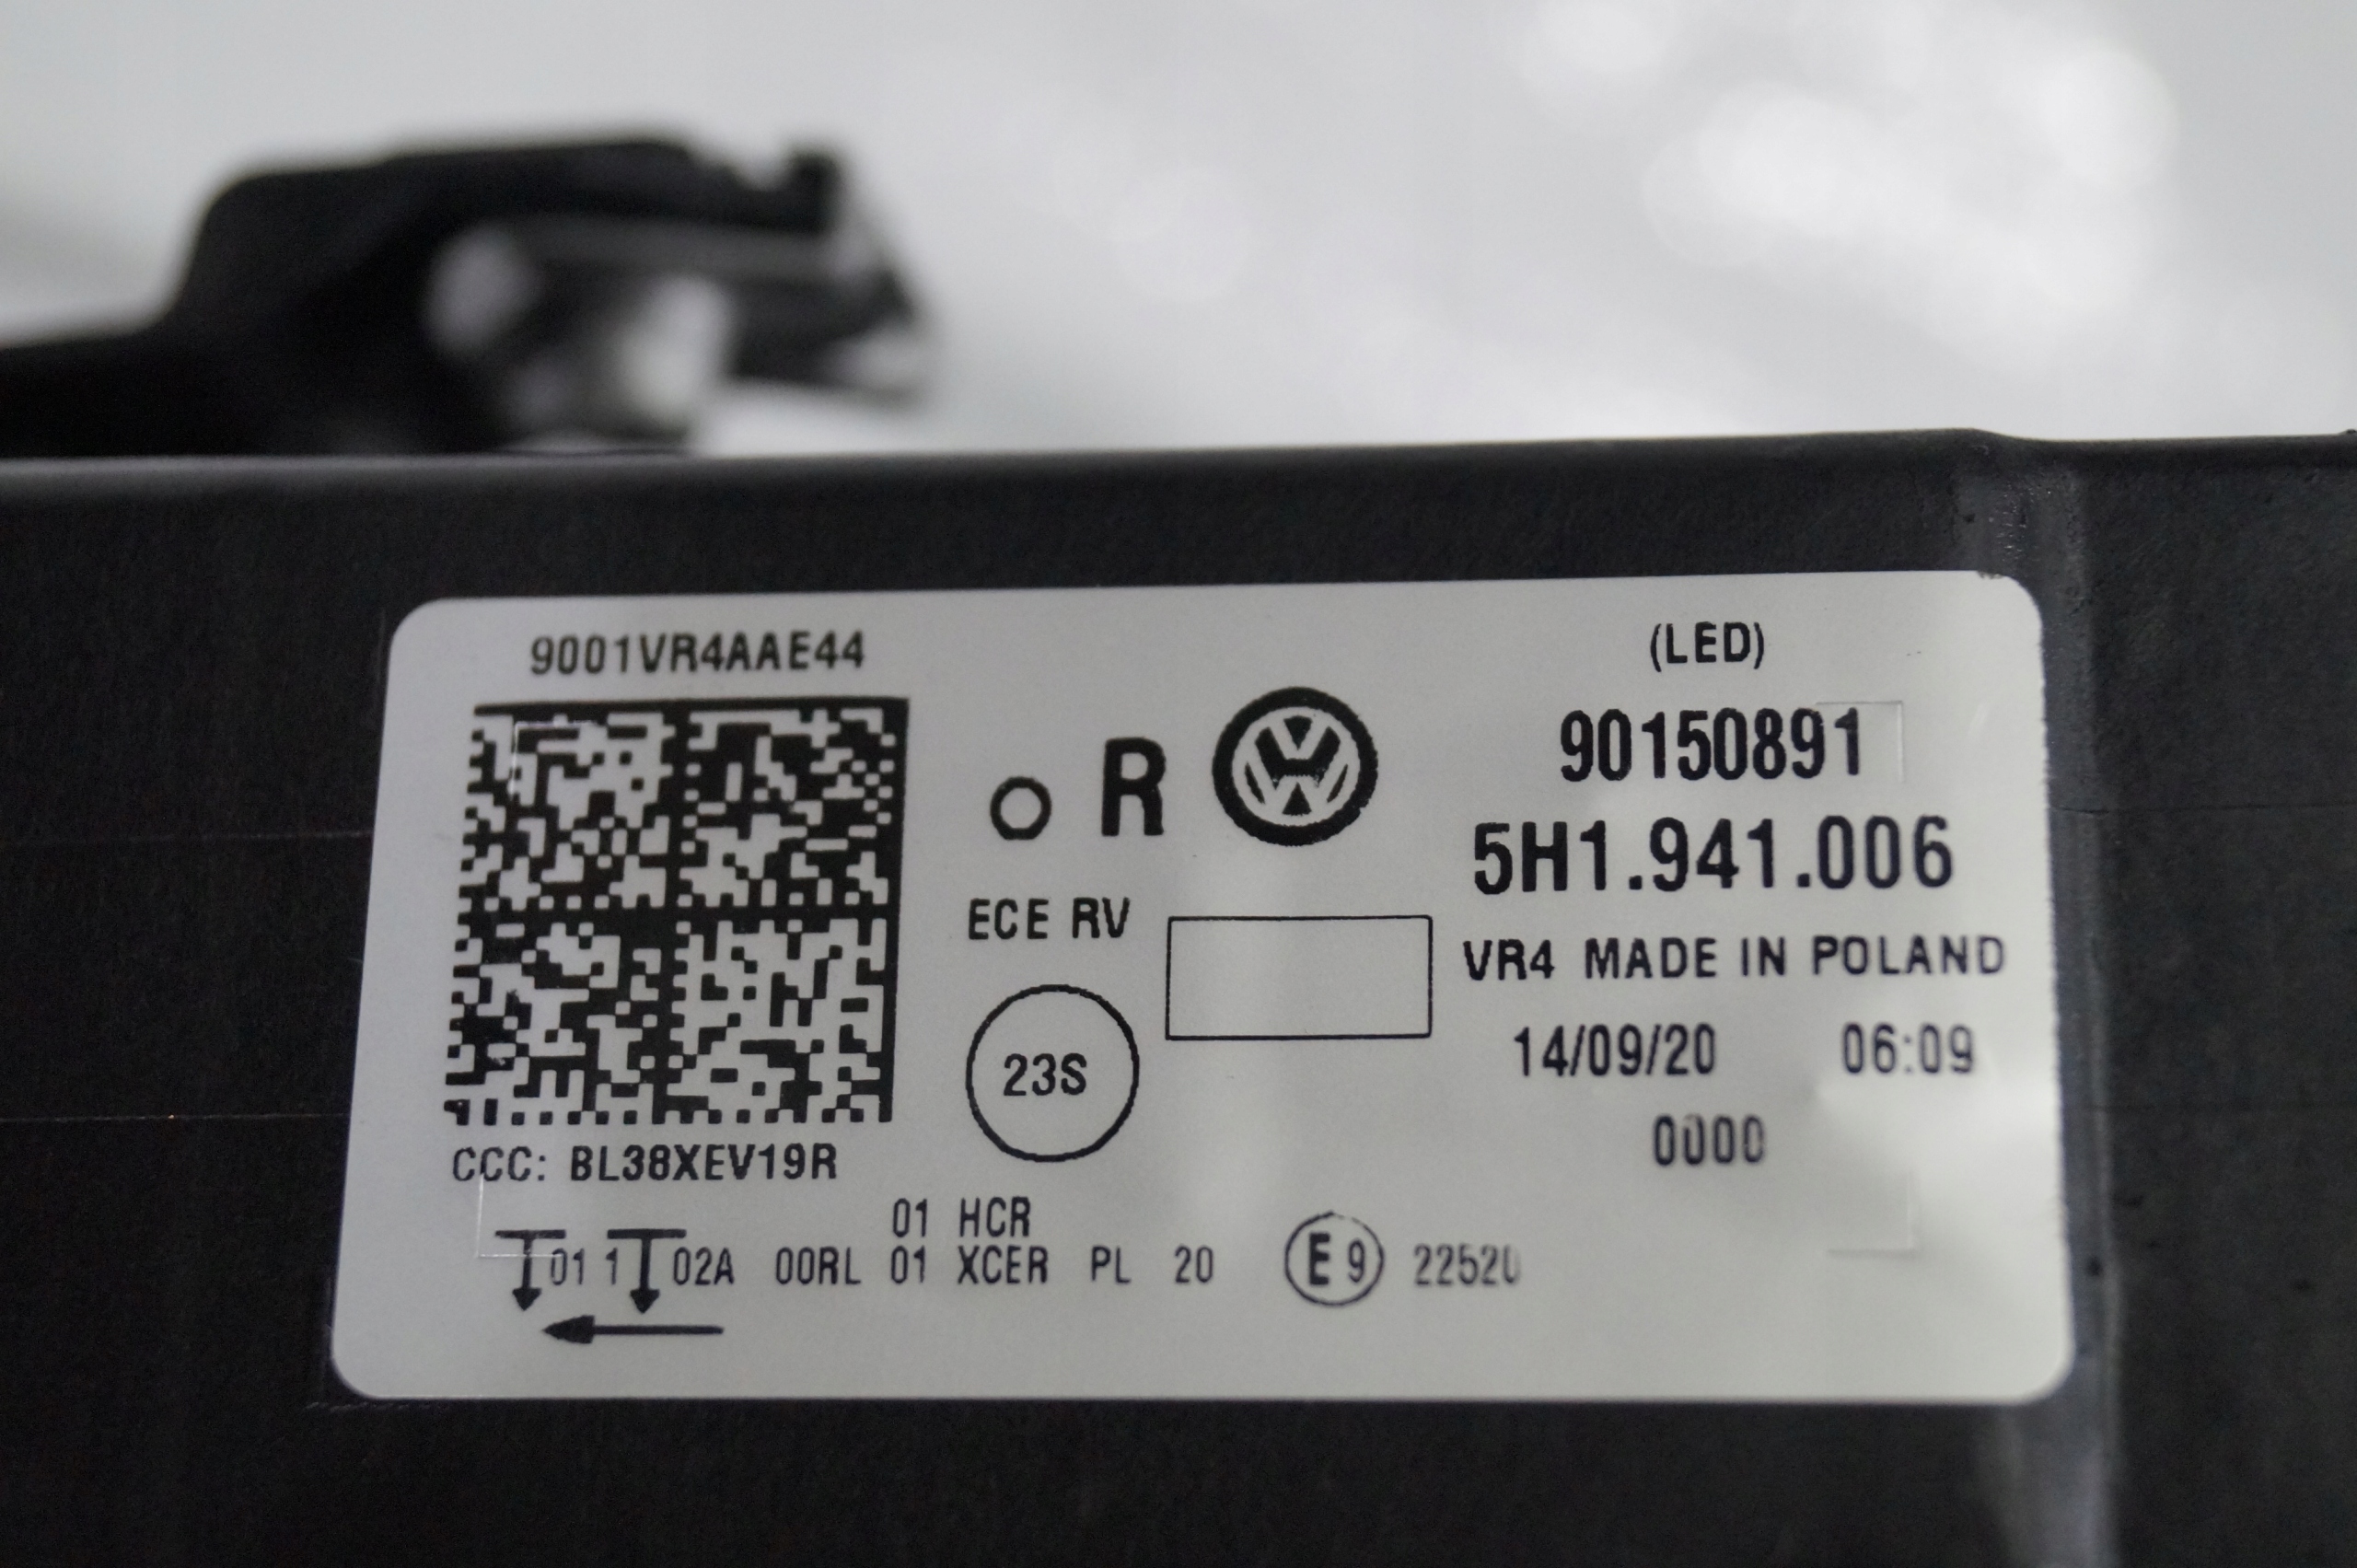 9001VR4AAE44
CCC: BL38XEV19R
R
ECE RV
23S
(LED)
90150891
5H1.941.006
VR4 MADE IN POLAND
14/09/20 06:09
0000
01 HCR
01 1 02A 00RL 01 XCER PL 20 E9 22520